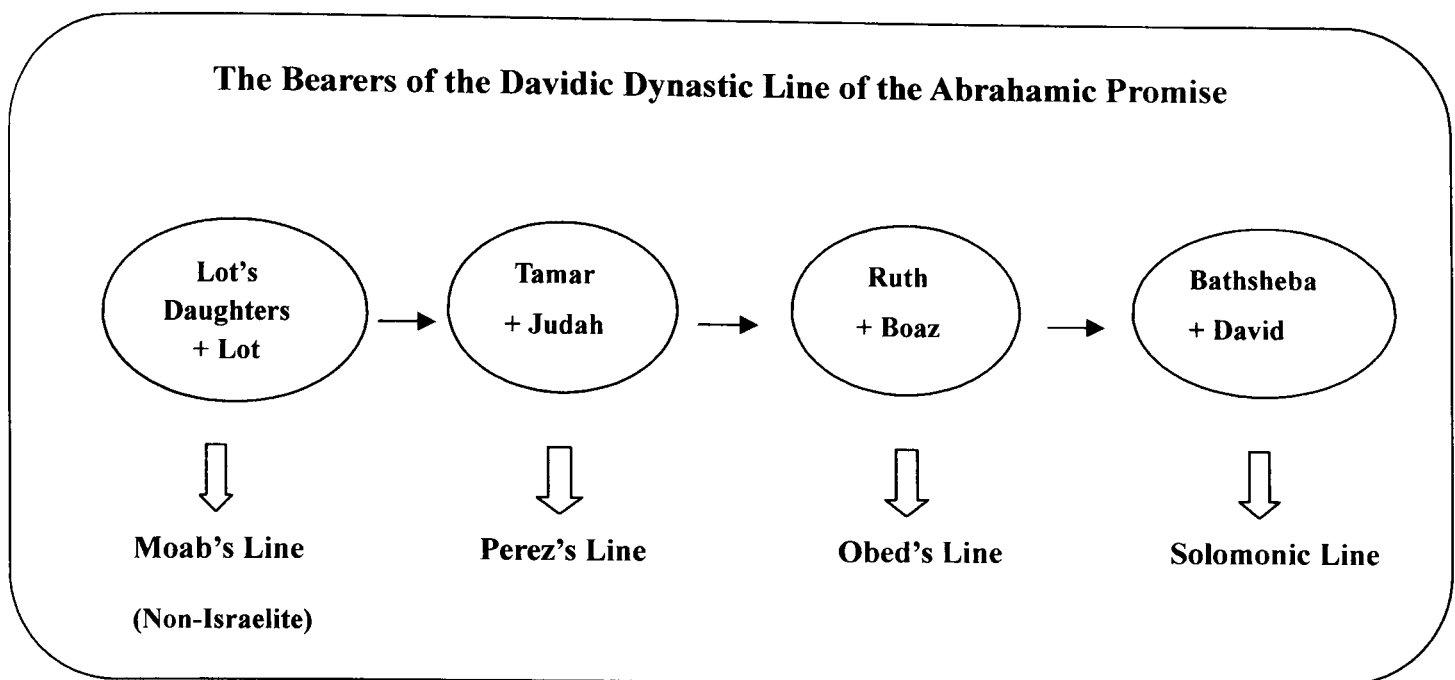 The Bearers of the Davidic Dynastic Line of the Abrahamic Promise
Lot's
Daughters
+ Lot
Tamar
+ Judah
Ruth
+ Boaz
Bathsheba
+ David
Moab's Line
(Non-Israelite)
Perez's Line
Obed's Line
Solomonic Line